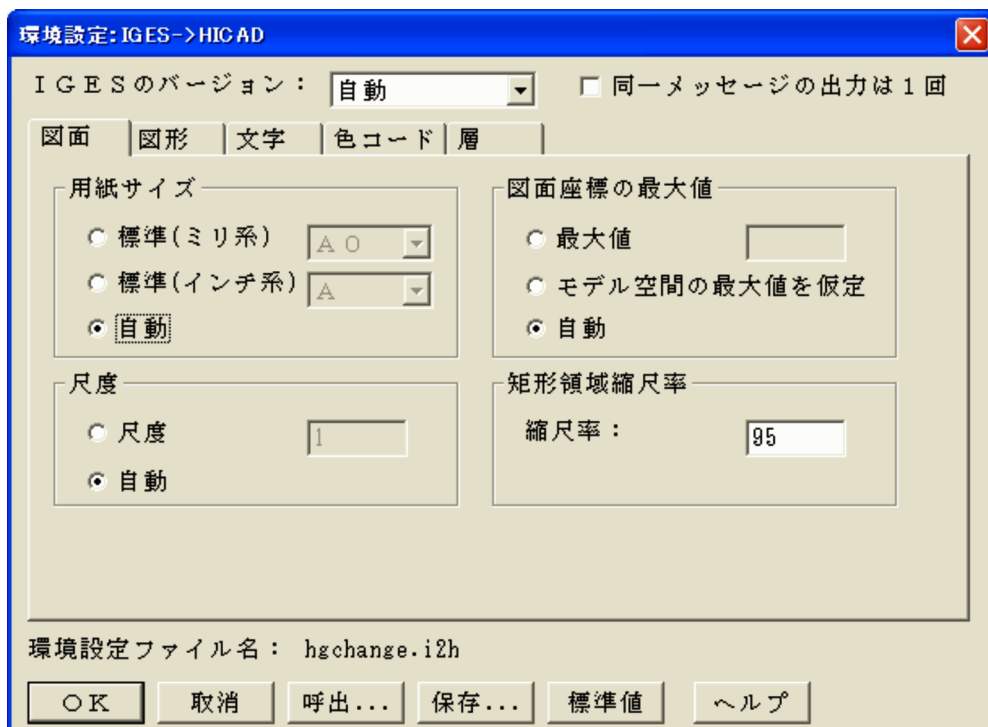 環境設定:IGES->HICAD
IGESのバージョン： 自動 同一メッセージの出力は1回
図面 図形 文字 色コード 層
用紙サイズ
標準(ミリ系) A0
標準(インチ系) A
自動
図面座標の最大値
最大値
モデル空間の最大値を仮定
自動
尺度
尺度 1
自動
矩形領域縮尺率
縮尺率： 95
環境設定ファイル名： hgchange.i2h
OK 取消 呼出... 保存... 標準値 ヘルプ